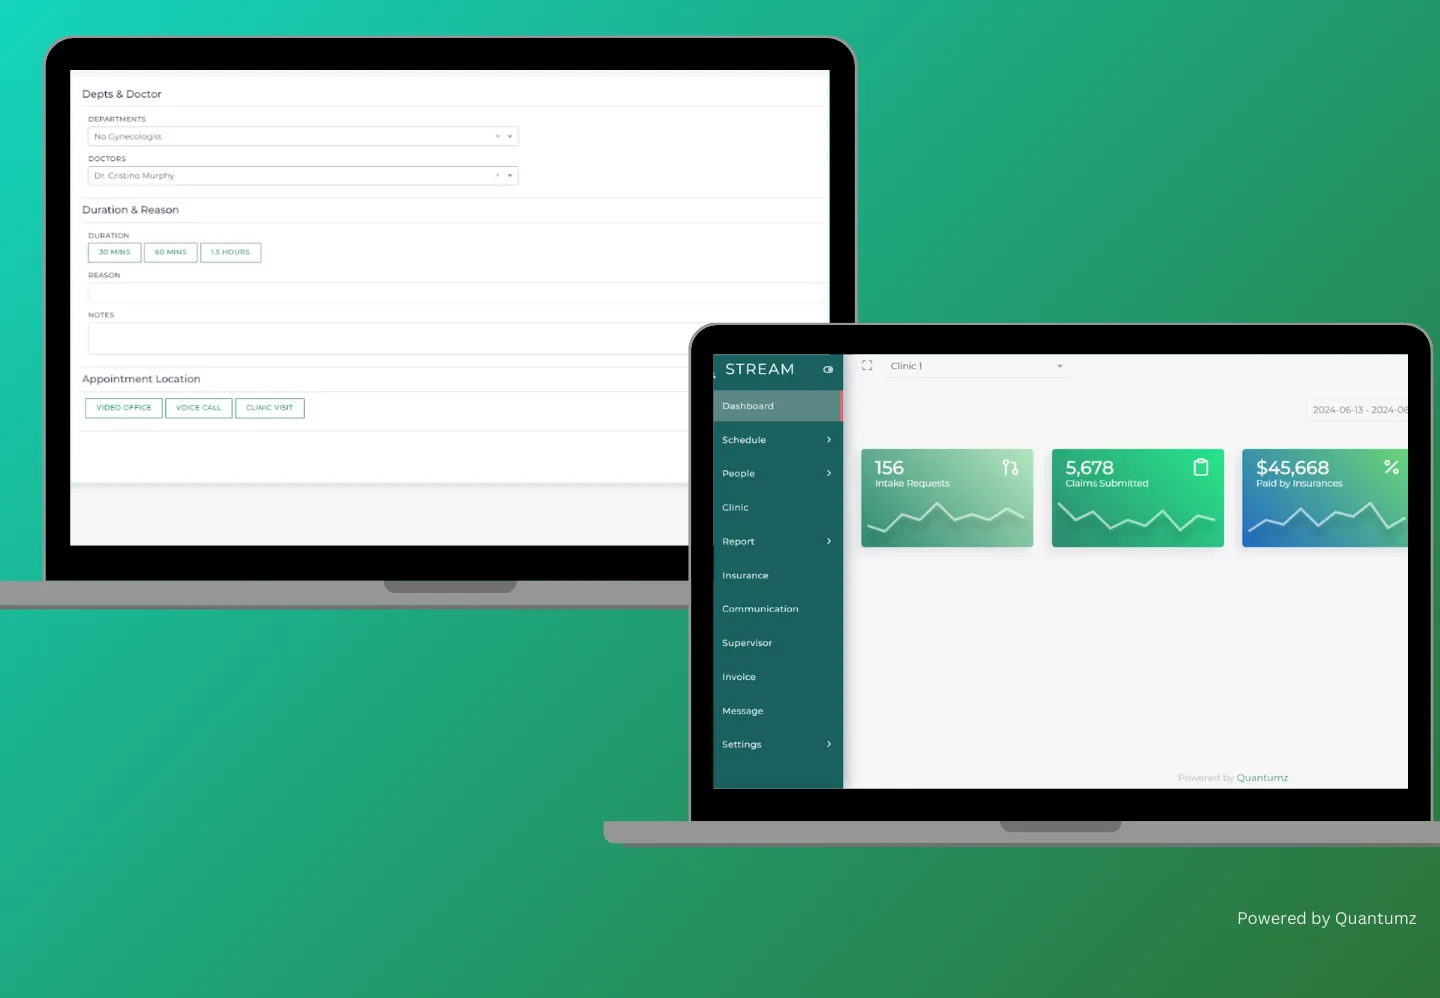 Depts & Doctor
DEPARTMENTS
No Gynecologist
DOCTORS
Dr. Cristino Murphy
Duration & Reason
DURATION
30 MINS 60 MINS 1.5 HOURS
REASON
NOTES
Appointment Location
VIDEO OFFICE VOICE CALL CLINIC VISIT
STREAM
Dashboard
Schedule
People
Clinic
Report
Insurance
Communication
Supervisor
Invoice
Message
Settings
Clinic 1
2024-06-13 - 2024-06
156
Intake Requests
5,678
Claims Submitted
$45,668
Paid by Insurances
Powered by Quantumz
Powered by Quantumz